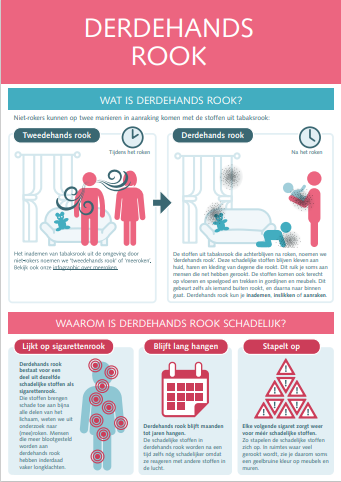 DERDEHANDS
ROOK
WAT IS DERDEHANDS ROOK?
Niet-rokers kunnen op twee manieren in aanraking komen met de stoffen uit tabaksrook:
Tweedehands rook
Tijdens het roken
Derdehands rook
Na het roken
Het inademen van tabaksrook uit de omgeving door
niet-rokers noemen we 'tweedehands rook' of 'meeroken'.
Bekijk ook onze infographic over meeroken.
De stoffen uit tabaksrook die achterblijven na roken, noemen we
'derdehands rook'. Deze schadelijke stoffen blijven kleven aan
huid, haren en kleding van degene die rookt. Dit ruik je soms aan
mensen die net hebben gerookt. De stoffen komen ook terecht
op vloeren en speelgoed en trekken in gordijnen en meubels. Dit
gebeurt zelfs als iemand buiten rookt, en daarna naar binnen
gaat. Derdehands rook kun je inademen, inslikken of aanraken.
WAAROM IS DERDEHANDS ROOK SCHADELIJK?
Lijkt op sigarettenrook
Derdehands rook
bestaat voor een
deel uit dezelfde
schadelijke stoffen als
sigarettenrook.
Die stoffen brengen
schade toe aan bijna
alle delen van het
lichaam, weten we uit
onderzoek naar
(mee)roken. Mensen
die meer blootgesteld
worden aan
derdehands rook
hebben inderdaad
vaker longklachten.
Blijft lang hangen
Derdehands rook blijft maanden
tot jaren hangen.
De schadelijke stoffen in
derdehands rook worden na een
tijd zelfs nóg schadelijker omdat
ze reageren met andere stoffen in
de lucht.
Stapelt op
Elke volgende sigaret zorgt weer
voor méér schadelijke stoffen.
Zo stapelen de schadelijke stoffen
zich op. In ruimtes waar veel
gerookt wordt, zie je daarom soms
een geelbruine kleur op meubels en
muren.